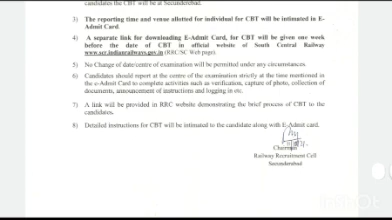 candidates the CBT will be at Secunderabad.
3) The reporting time and venue allotted for individual for CBT will be intimated in E-
Admit Card.
4) A separate link for downloading E-Admit Card, for CBT will be given one week
before the date of CBT in official website of South Central Railway
www.scr.indianrailways.gov.in (RRC/SC Web page).
5) No Change of date/centre of examination will be permitted under any circumstances.
6) Candidates should report at the centre of the examination strictly at the time mentioned in
the e-Admit Card to complete activities such as verification, capture of photo, collection of
documents, announcement of instructions and logging in etc.
7) A link will be provided in RRC website demonstrating the brief process of CBT to the
candidates.
8) Detailed instructions for CBT will be intimated to the candidate along with E-Admit card.
Chairman
Railway Recruitment Cell
Secunderabad